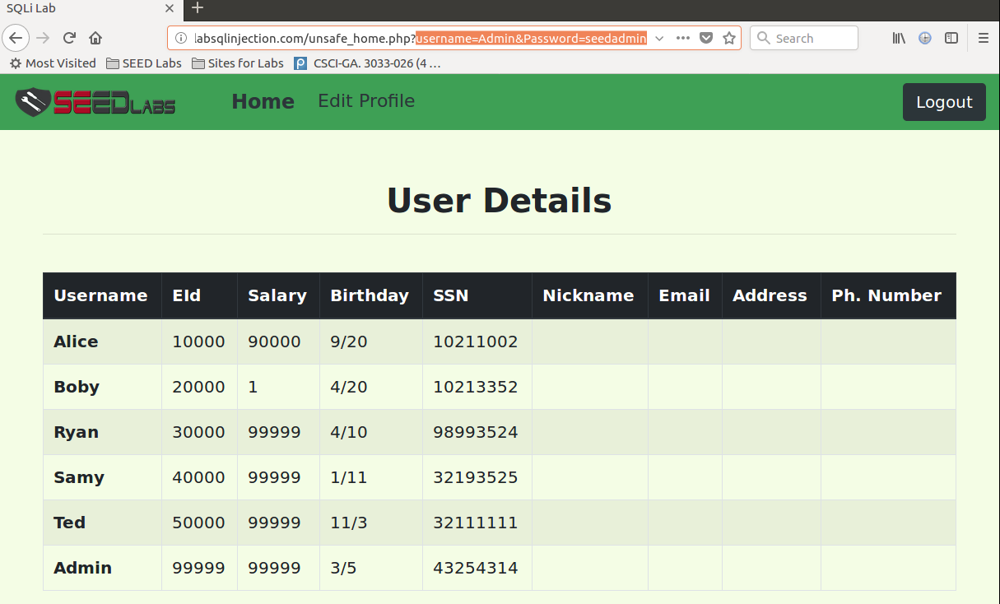 SQLi Lab
labsqlinjection.com/unsafe_home.php?username=Admin&Password=seedadmin
Search
Most Visited SEED Labs Sites for Labs CSCI-GA. 3033-026 (4 …
SEEDLABS Home Edit Profile Logout
User Details
Username EId Salary Birthday SSN Nickname Email Address Ph. Number
Alice 10000 90000 9/20 10211002
Boby 20000 1 4/20 10213352
Ryan 30000 99999 4/10 98993524
Samy 40000 99999 1/11 32193525
Ted 50000 99999 11/3 32111111
Admin 99999 99999 3/5 43254314